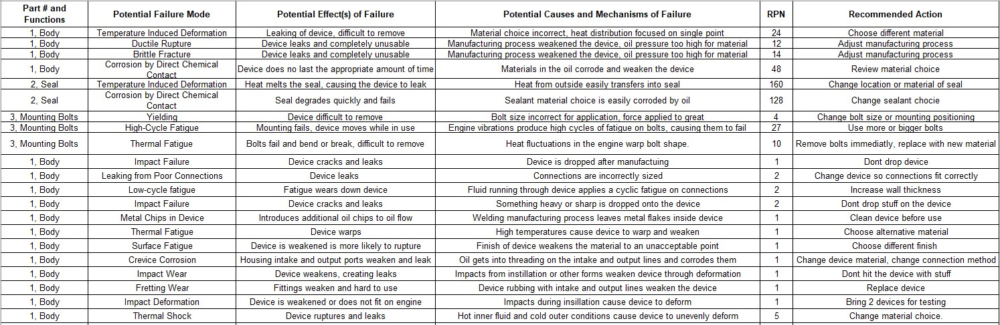 Part # and Functions | Potential Failure Mode | Potential Effect(s) of Failure | Potential Causes and Mechanisms of Failure | RPN | Recommended Action
1, Body | Temperature Induced Deformation | Leaking of device, difficult to remove | Material choice incorrect, heat distribution focused on single point | 24 | Choose different material
1, Body | Ductile Rupture | Device leaks and completely unusable | Manufacturing process weakened the device, oil pressure too high for material | 12 | Adjust manufacturing process
1, Body | Brittle Fracture | Device leaks and completely unusable | Manufacturing process weakened the device, oil pressure too high for material | 14 | Adjust manufacturing process
1, Body | Corrosion by Direct Chemical Contact | Device does no last the appropriate amount of time | Materials in the oil corrode and weaken the device | 48 | Review material choice
2, Seal | Temperature Induced Deformation | Heat melts the seal, causing the device to leak | Heat from outside easily transfers into seal | 160 | Change location or material of seal
2, Seal | Corrosion by Direct Chemical Contact | Seal degrades quickly and fails | Sealant material choice is easily corroded by oil | 128 | Change sealant chocie
3, Mounting Bolts | Yielding | Device difficult to remove | Bolt size incorrect for application, force applied to great | 4 | Change bolt size or mounting positioning
3, Mounting Bolts | High-Cycle Fatigue | Mounting fails, device moves while in use | Engine vibrations produce high cycles of fatigue on bolts, causing them to fail | 27 | Use more or bigger bolts
3, Mounting Bolts | Thermal Fatigue | Bolts fail and bend or break, difficult to remove | Heat fluctuations in the engine warp bolt shape. | 10 | Remove bolts immediatly, replace with new material
1, Body | Impact Failure | Device cracks and leaks | Device is dropped after manufactuing | 1 | Dont drop device
1, Body | Leaking from Poor Connections | Device leaks | Connections are incorrectly sized | 2 | Change device so connections fit correctly
1, Body | Low-cycle fatigue | Fatigue wears down device | Fluid running through device applies a cyclic fatigue on connections | 2 | Increase wall thickness
1, Body | Impact Failure | Device cracks and leaks | Something heavy or sharp is dropped onto the device | 2 | Dont drop stuff on the device
1, Body | Metal Chips in Device | Introduces additional oil chips to oil flow | Welding manufacturing process leaves metal flakes inside device | 1 | Clean device before use
1, Body | Thermal Fatigue | Device warps | High temperatures cause device to warp and weaken | 1 | Choose alternative material
1, Body | Surface Fatigue | Device is weakened is more likely to rupture | Finish of device weakens the material to an unacceptable point | 1 | Choose different finish
1, Body | Crevice Corrosion | Housing intake and output ports weaken and leak | Oil gets into threading on the intake and output lines and corrodes them | 1 | Change device material, change connection method
1, Body | Impact Wear | Device weakens, creating leaks | Impacts from instillation or other forms weaken device through deformation | 1 | Dont hit the device with stuff
1, Body | Fretting Wear | Fittings weaken and hard to use | Device rubbing with intake and output lines weaken the device | 1 | Replace device
1, Body | Impact Deformation | Device is weakened or does not fit on engine | Impacts during insillation cause device to deform | 1 | Bring 2 devices for testing
1, Body | Thermal Shock | Device ruptures and leaks | Hot inner fluid and cold outer conditions cause device to unevenly deform | 5 | Change material choice.